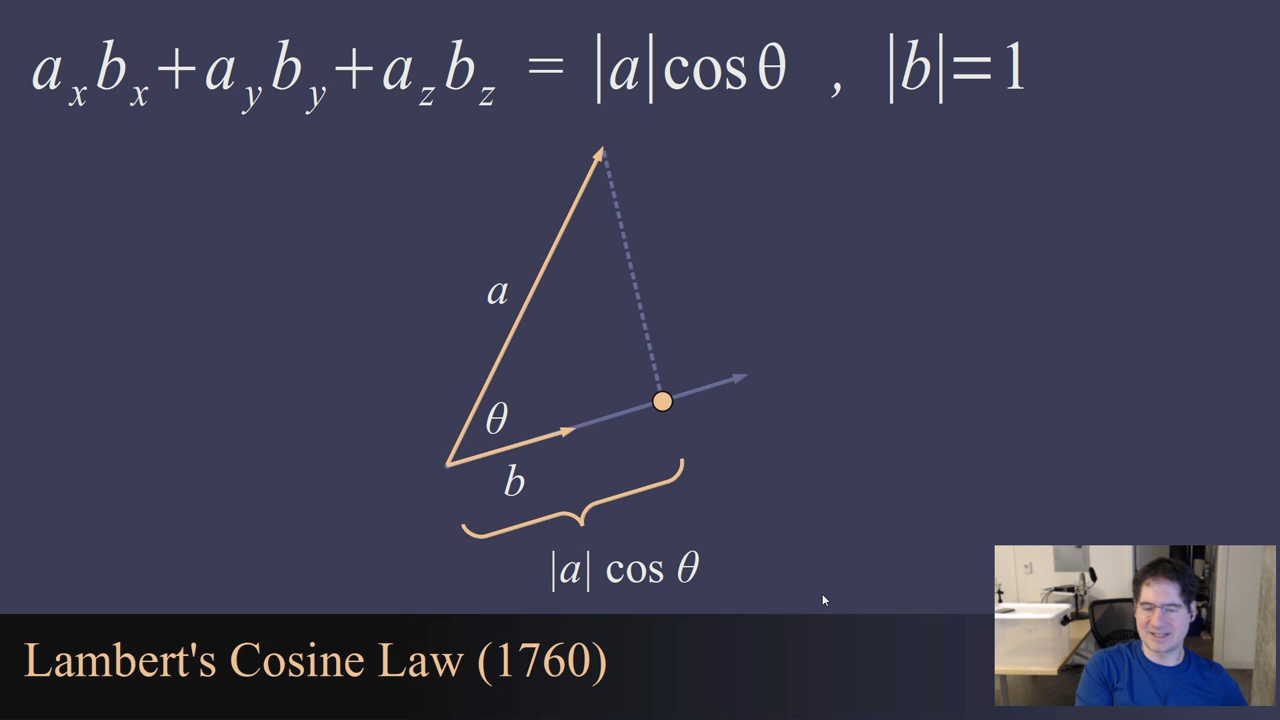 aₓbₓ+a_yb_y+a_zb_z = |a|cosθ , |b|=1
a
θ
b
|a| cos θ
Lambert's Cosine Law (1760)